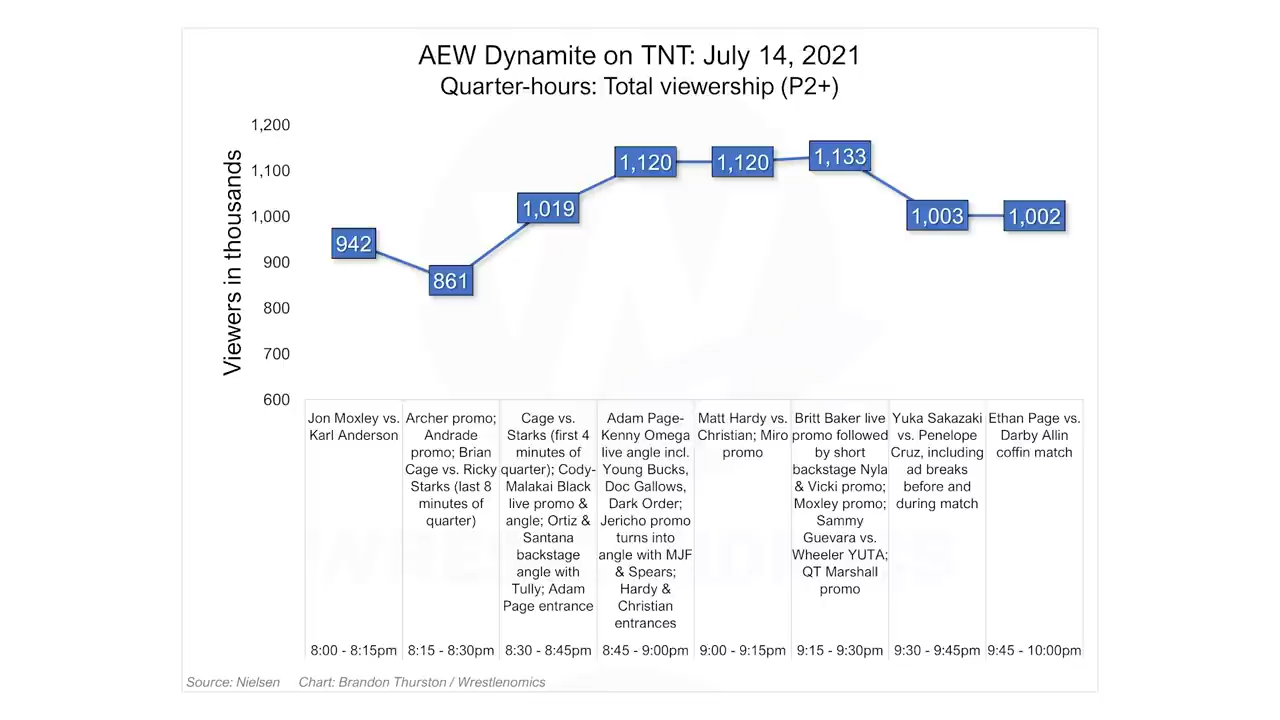 AEW Dynamite on TNT: July 14, 2021
Quarter-hours: Total viewership (P2+)
Viewers in thousands
1,200
1,100
1,000
900
800
700
600
942
861
1,019
1,120
1,120
1,133
1,003
1,002
Jon Moxley vs.
Karl Anderson
8:00 - 8:15pm
Archer promo;
Andrade
promo; Brian
Cage vs. Ricky
Starks (last 8
minutes of
quarter)
8:15 - 8:30pm
Cage vs.
Starks (first 4
minutes of
quarter); Cody-
Malakai Black
live promo &
angle; Ortiz &
Santana
backstage
angle with
Tully; Adam
Page entrance
8:30 - 8:45pm
Adam Page-
Kenny Omega
live angle incl.
Young Bucks,
Doc Gallows,
Dark Order;
Jericho promo
turns into
angle with MJF
& Spears;
Hardy &
Christian
entrances
8:45 - 9:00pm
Matt Hardy vs.
Christian; Miro
promo
9:00 - 9:15pm
Britt Baker live
promo followed
by short
backstage Nyla
& Vicki promo;
Moxley promo;
Sammy
Guevara vs.
Wheeler YUTA;
QT Marshall
promo
9:15 - 9:30pm
Yuka Sakazaki
vs. Penelope
Cruz, including
ad breaks
before and
during match
9:30 - 9:45pm
Ethan Page vs.
Darby Allin
coffin match
9:45 - 10:00pm
Source: Nielsen Chart: Brandon Thurston / Wrestlenomics